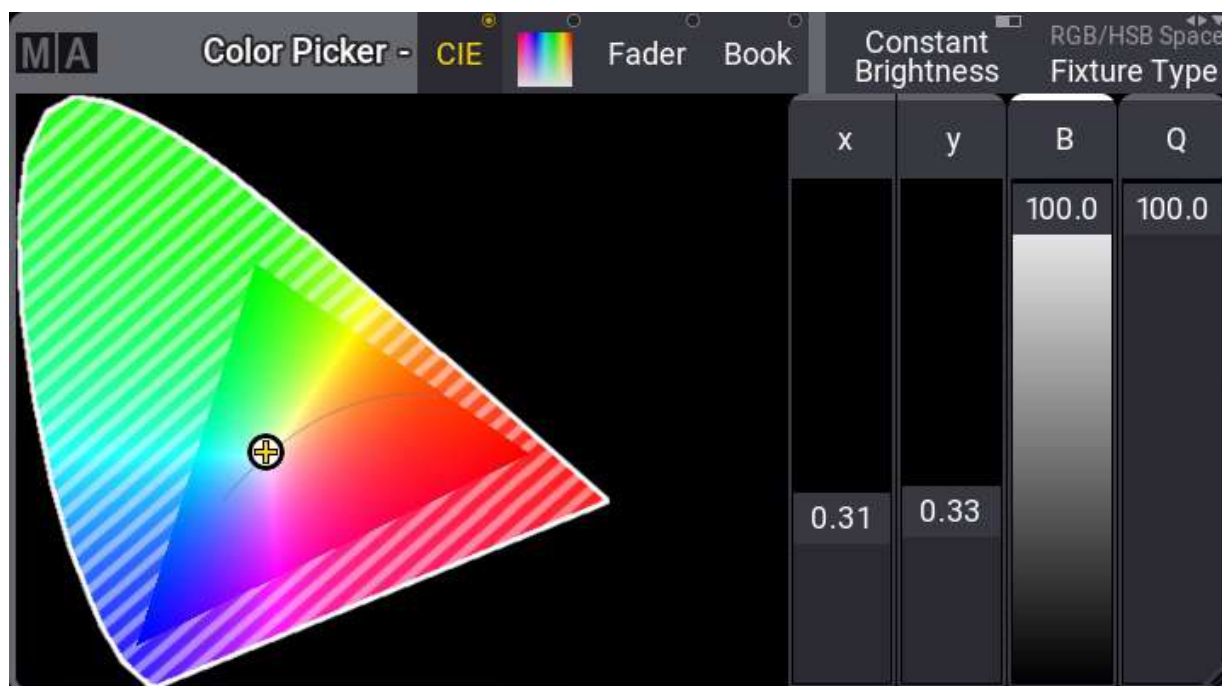 MA
Color Picker -
CIE
Fader
Book
Constant
Brightness
RGB/HSB Space
Fixture Type
x
y
B
Q
100.0
100.0
0.31
0.33